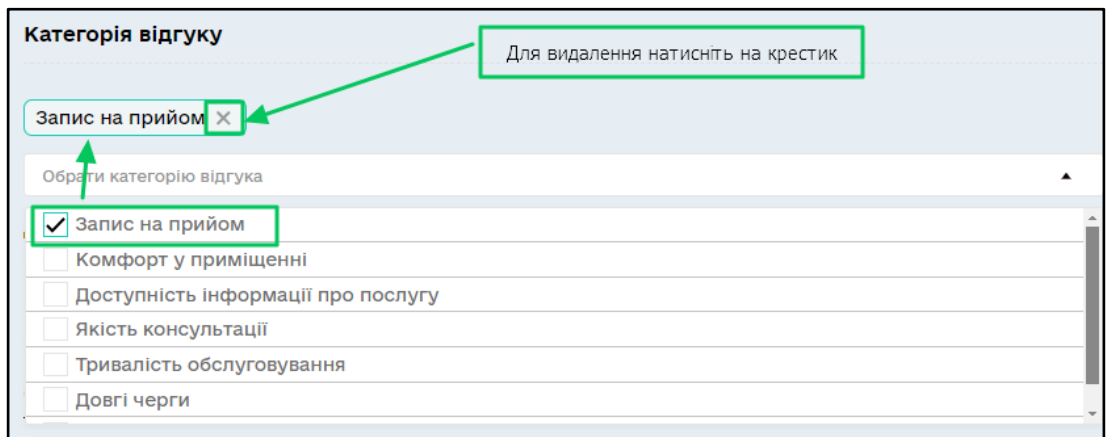 Категорія відгуку
Для видалення натисніть на крестик
Запис на прийом
Обрати категорію відгука
Запис на прийом
Комфорт у приміщенні
Доступність інформації про послугу
Якість консультації
Тривалість обслуговування
Довгі черги